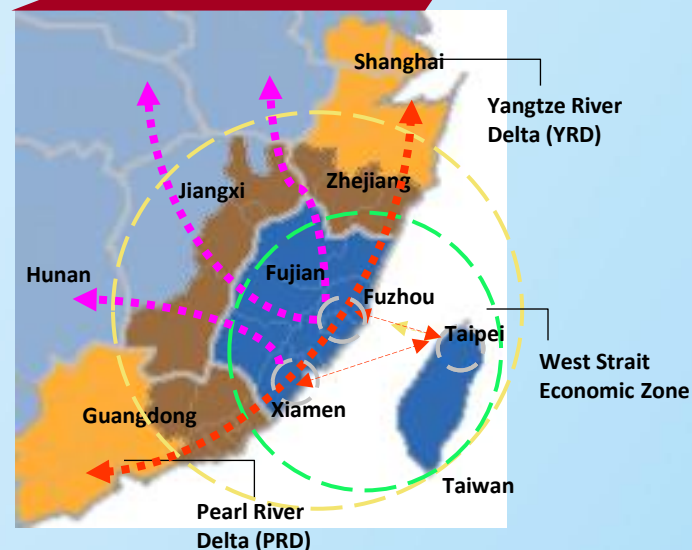 Shanghai
Yangtze River
Delta (YRD)
Zhejiang
Jiangxi
Hunan
Fujian
Fuzhou
Taipei
West Strait
Economic Zone
Guangdong
Xiamen
Taiwan
Pearl River
Delta (PRD)